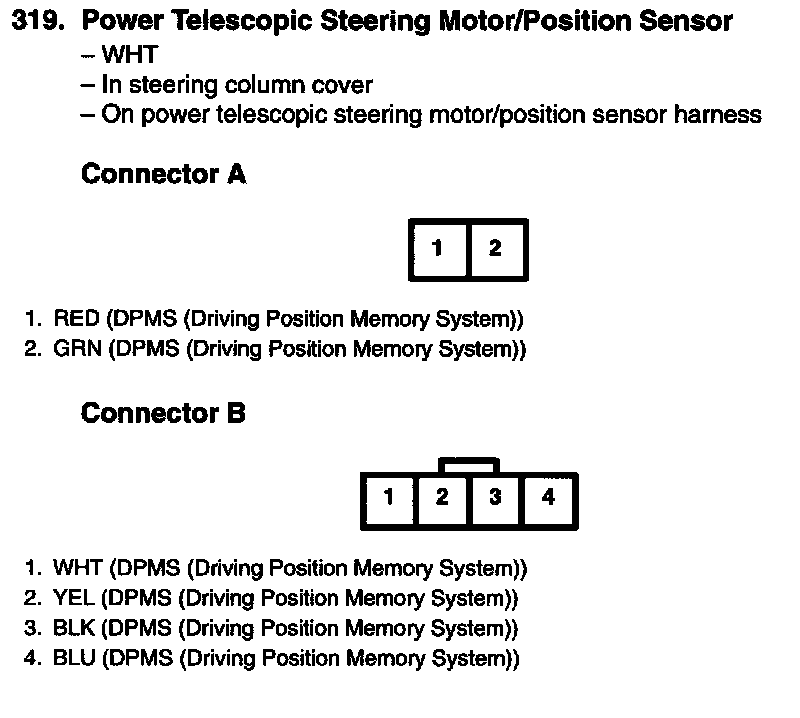 319. Power Telescopic Steering Motor/Position Sensor
– WHT
– In steering column cover
– On power telescopic steering motor/position sensor harness
Connector A
1 2
1. RED (DPMS (Driving Position Memory System))
2. GRN (DPMS (Driving Position Memory System))
Connector B
1 2 3 4
1. WHT (DPMS (Driving Position Memory System))
2. YEL (DPMS (Driving Position Memory System))
3. BLK (DPMS (Driving Position Memory System))
4. BLU (DPMS (Driving Position Memory System))